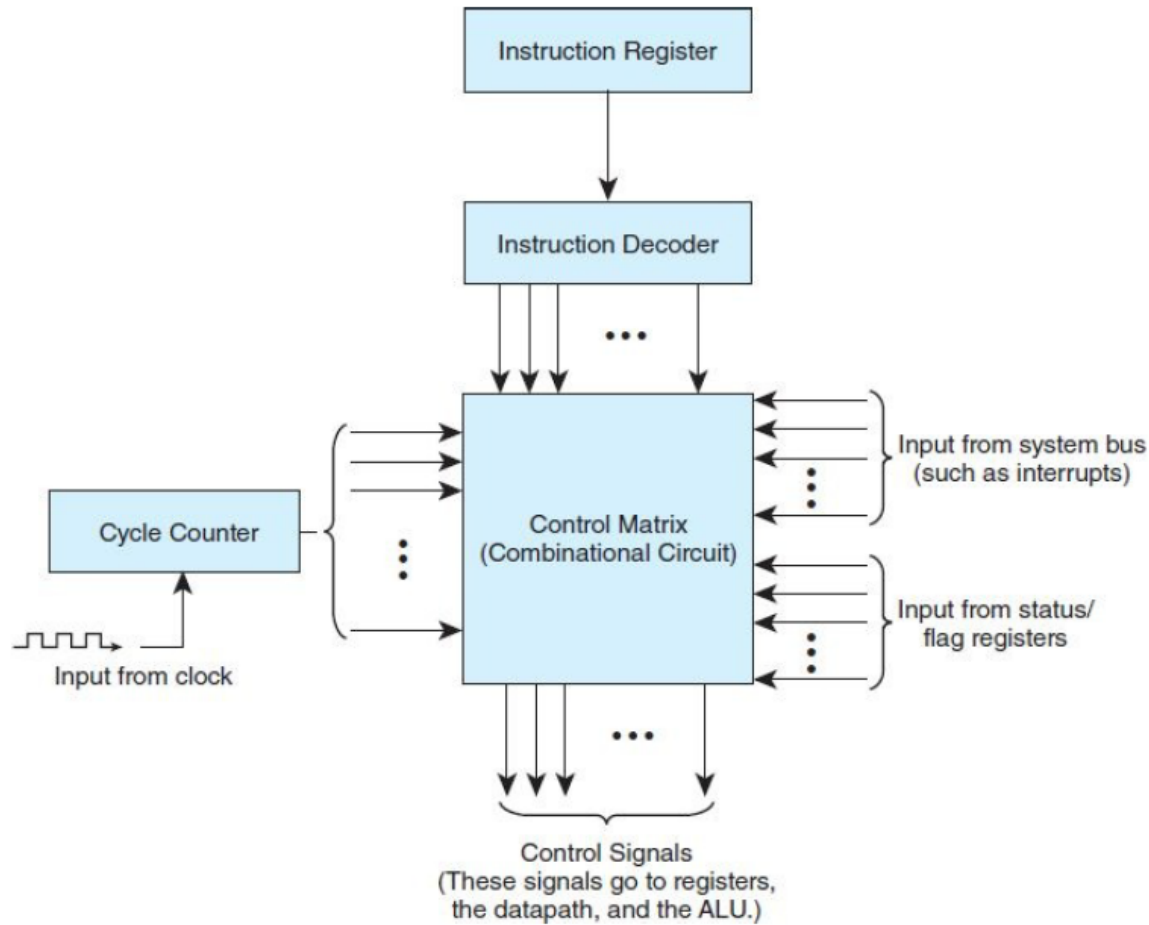 Instruction Register
Instruction Decoder
Cycle Counter
Input from clock
Control Matrix
(Combinational Circuit)
Input from system bus
(such as interrupts)
Input from status/
flag registers
Control Signals
(These signals go to registers,
the datapath, and the ALU.)